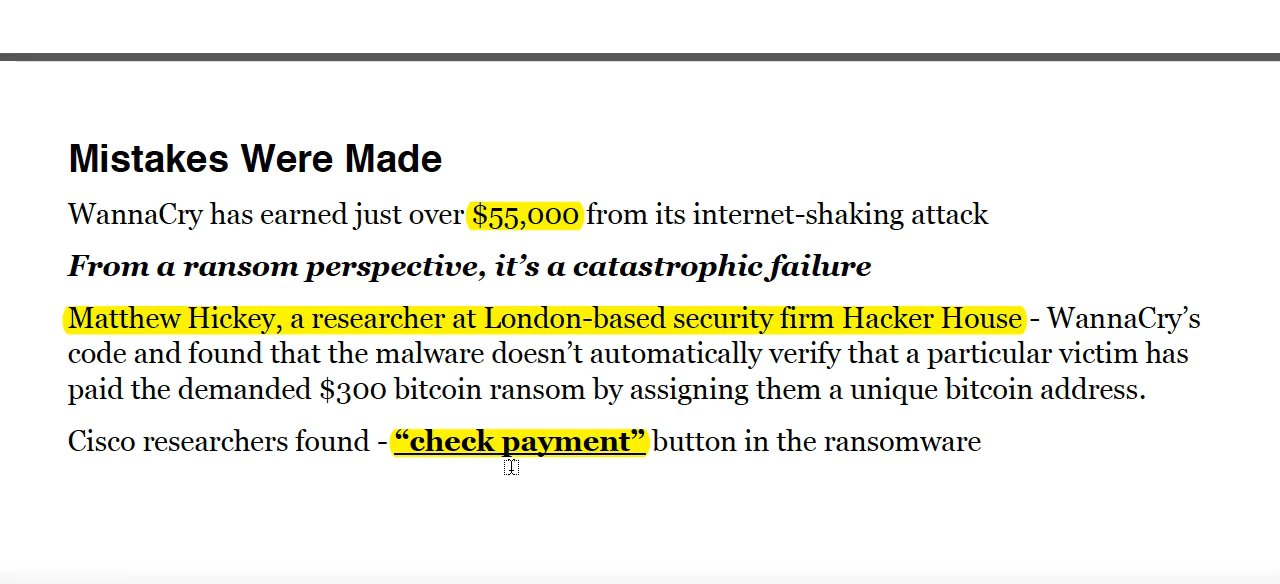 Mistakes Were Made
WannaCry has earned just over $55,000 from its internet-shaking attack
From a ransom perspective, it’s a catastrophic failure
Matthew Hickey, a researcher at London-based security firm Hacker House - WannaCry’s
code and found that the malware doesn’t automatically verify that a particular victim has
paid the demanded $300 bitcoin ransom by assigning them a unique bitcoin address.
Cisco researchers found - “check payment” button in the ransomware